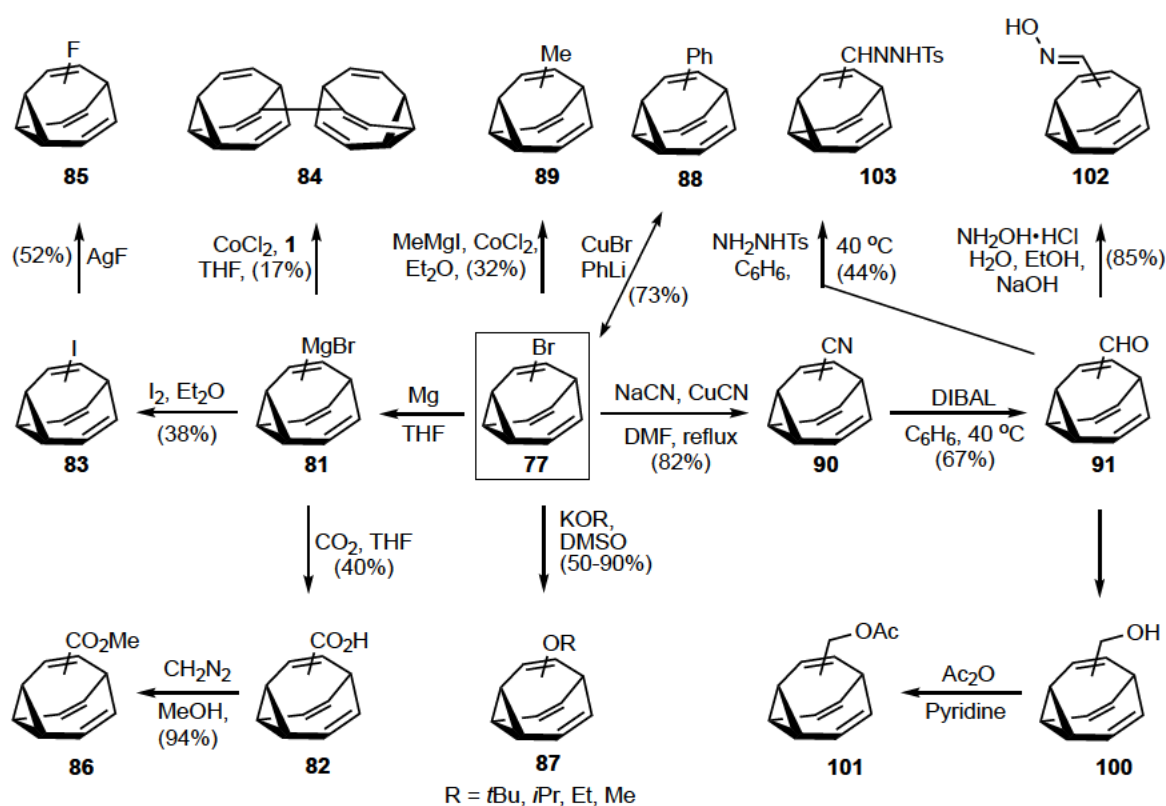 F
Me
Ph
CHNNHTs
HO
N
85
84
89
88
103
102
(52%)
AgF
CoCl2, 1
THF, (17%)
MeMgI, CoCl2,
Et2O, (32%)
CuBr
PhLi
(73%)
NH2NHTs
C6H6,
40 ºC
(44%)
NH2OH•HCl
H2O, EtOH,
NaOH
(85%)
I
MgBr
Br
CN
CHO
I2, Et2O
(38%)
Mg
THF
NaCN, CuCN
DMF, reflux
(82%)
DIBAL
C6H6, 40 ºC
(67%)
83
81
77
90
91
CO2, THF
(40%)
KOR,
DMSO
(50-90%)
CO2Me
CO2H
OR
OAc
OH
CH2N2
MeOH,
(94%)
Ac2O
Pyridine
86
82
87
101
100
R = tBu, iPr, Et, Me